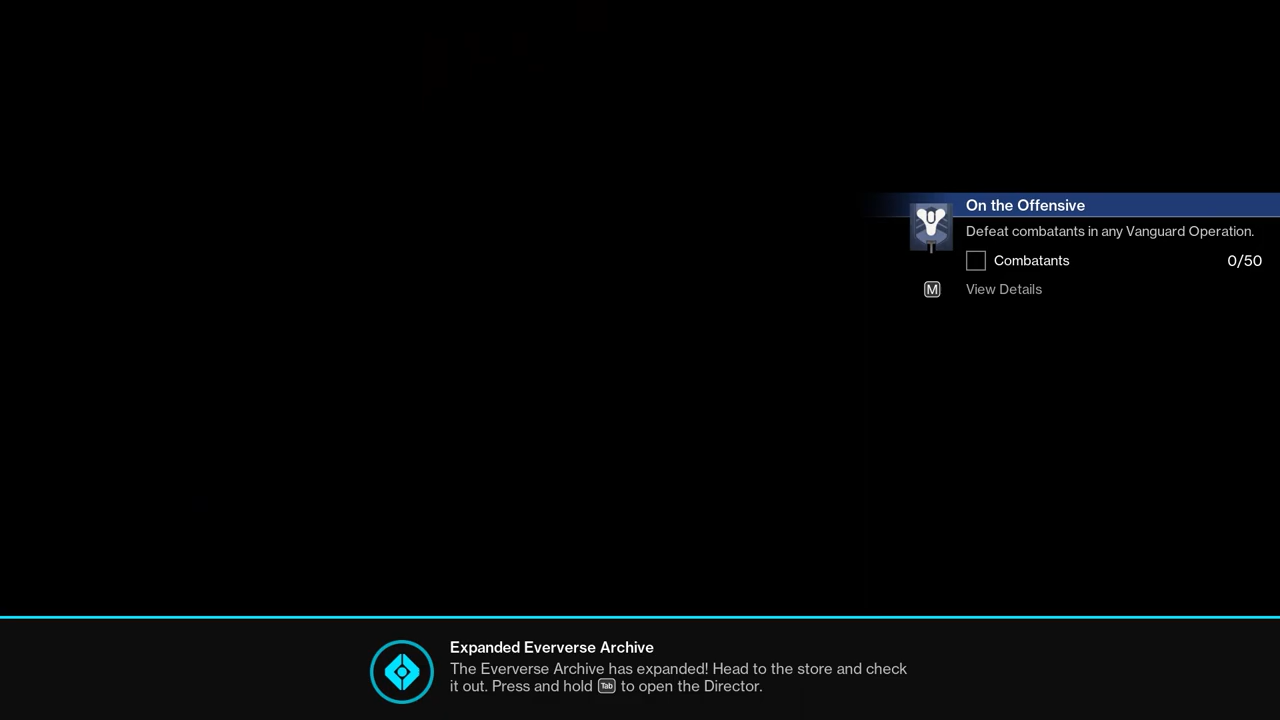 On the Offensive
Defeat combatants in any Vanguard Operation.
Combatants 0/50
M View Details
Expanded Eververse Archive
The Eververse Archive has expanded! Head to the store and check
it out. Press and hold Tab to open the Director.